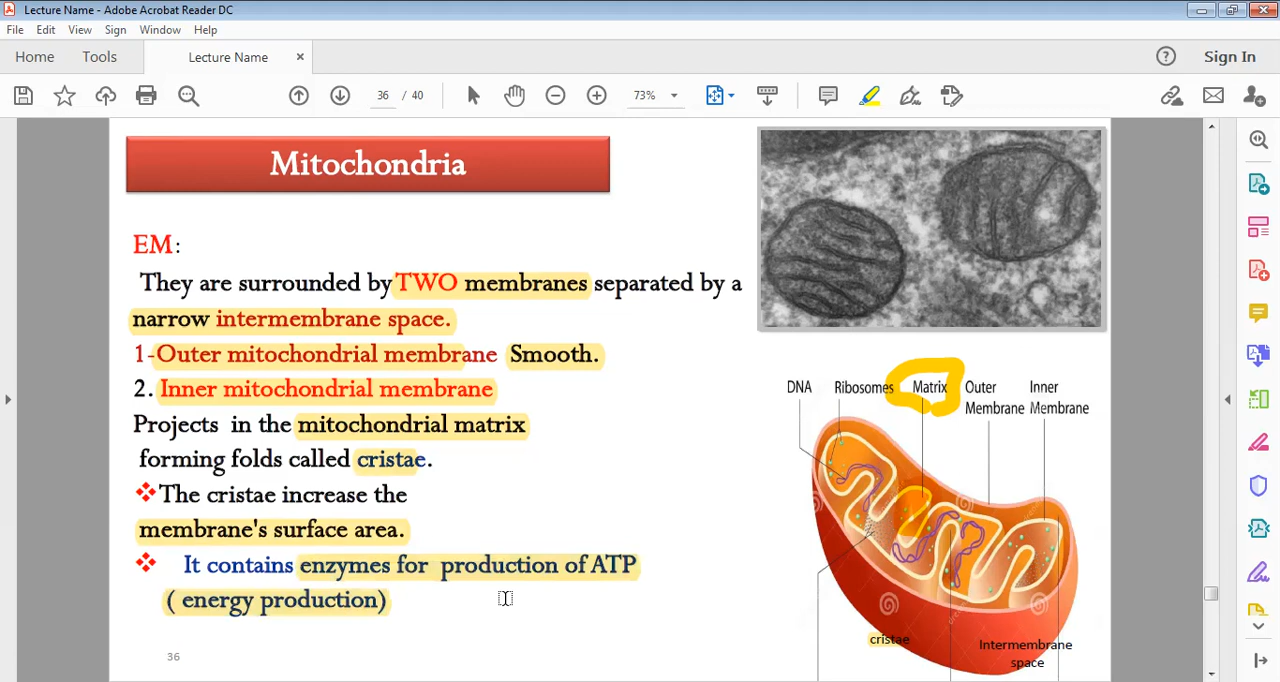 Lecture Name - Adobe Acrobat Reader DC
File Edit View Sign Window Help
Home Tools Lecture Name × Sign In
36 / 40 73%
Mitochondria
EM:
They are surrounded by TWO membranes separated by a
narrow intermembrane space.
1-Outer mitochondrial membrane Smooth.
2. Inner mitochondrial membrane
Projects in the mitochondrial matrix
forming folds called cristae.
The cristae increase the
membrane's surface area.
It contains enzymes for production of ATP
( energy production)
36
DNA Ribosomes Matrix Outer Inner
Membrane Membrane
cristae
Intermembrane
space